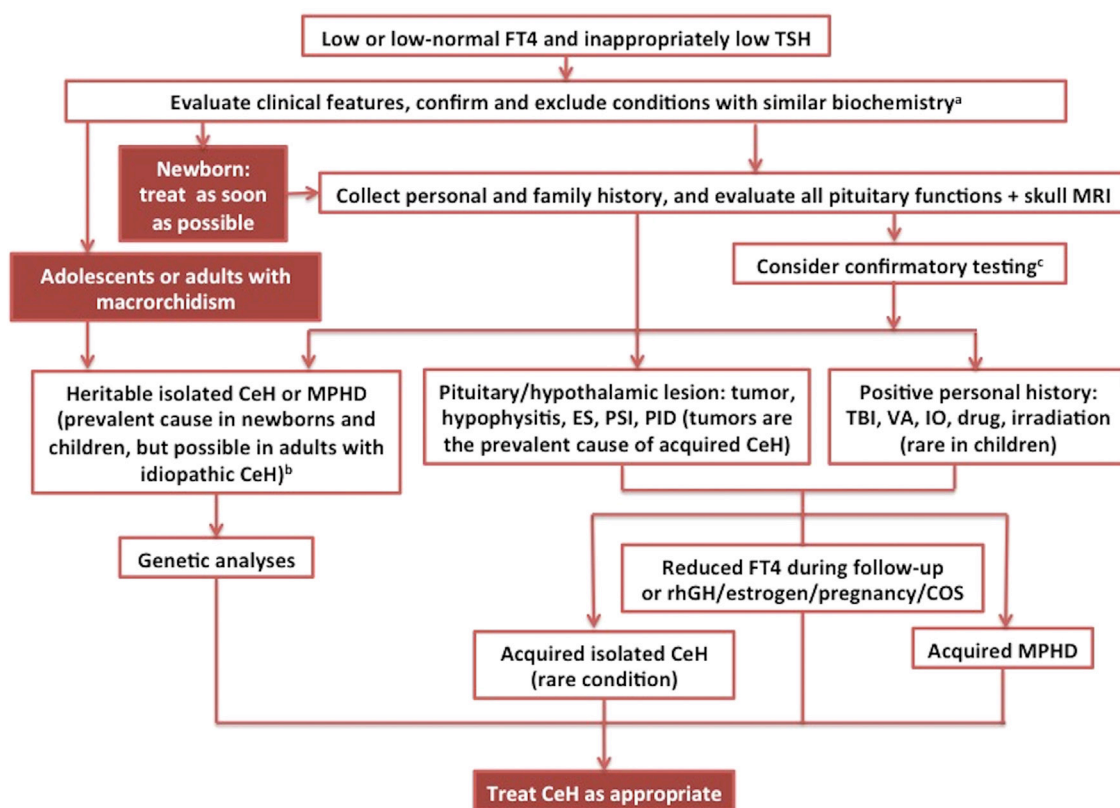 Low or low-normal FT4 and inappropriately low TSH
Evaluate clinical features, confirm and exclude conditions with similar biochemistryᵃ
Newborn:
treat as soon
as possible
Collect personal and family history, and evaluate all pituitary functions + skull MRI
Consider confirmatory testingᶜ
Adolescents or adults with
macrorchidism
Heritable isolated CeH or MPHD
(prevalent cause in newborns and
children, but possible in adults with
idiopathic CeH)ᵇ
Pituitary/hypothalamic lesion: tumor,
hypophysitis, ES, PSI, PID (tumors are
the prevalent cause of acquired CeH)
Positive personal history:
TBI, VA, IO, drug, irradiation
(rare in children)
Genetic analyses
Reduced FT4 during follow-up
or rhGH/estrogen/pregnancy/COS
Acquired isolated CeH
(rare condition)
Acquired MPHD
Treat CeH as appropriate